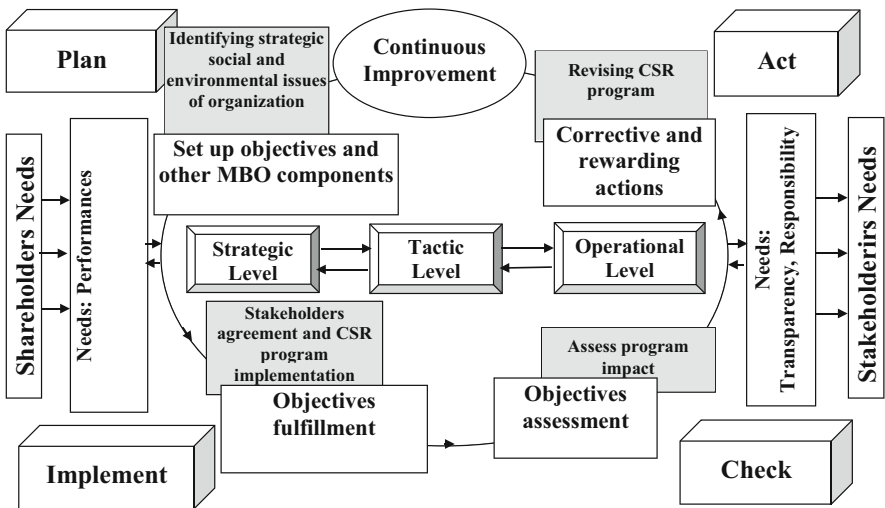 Plan
Identifying strategic
social and
environmental issues
of organization
Continuous
Improvement
Revising CSR
program
Act
Set up objectives and
other MBO components
Corrective and
rewarding
actions
Shareholders Needs
Needs: Performances
Strategic
Level
Tactic
Level
Operational
Level
Needs:
Transparency, Responsibility
Stakeholderirs Needs
Stakeholders
agreement and CSR
program
implementation
Assess program
impact
Objectives
fulfillment
Objectives
assessment
Implement
Check